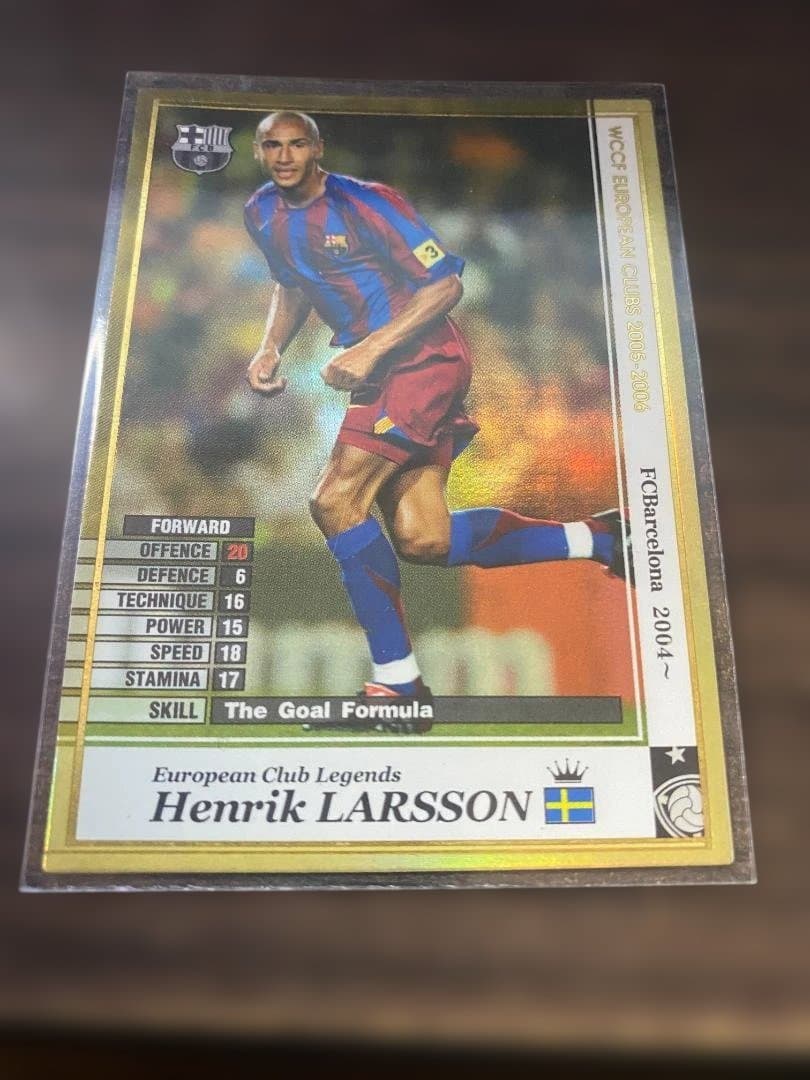 FCB
3
WCCF EUROPEAN CLUBS 2005-2006
FCBarcelona 2004~
FORWARD
OFFENCE 20
DEFENCE 6
TECHNIQUE 16
POWER 15
SPEED 18
STAMINA 17
SKILL The Goal Formula
European Club Legends
Henrik LARSSON